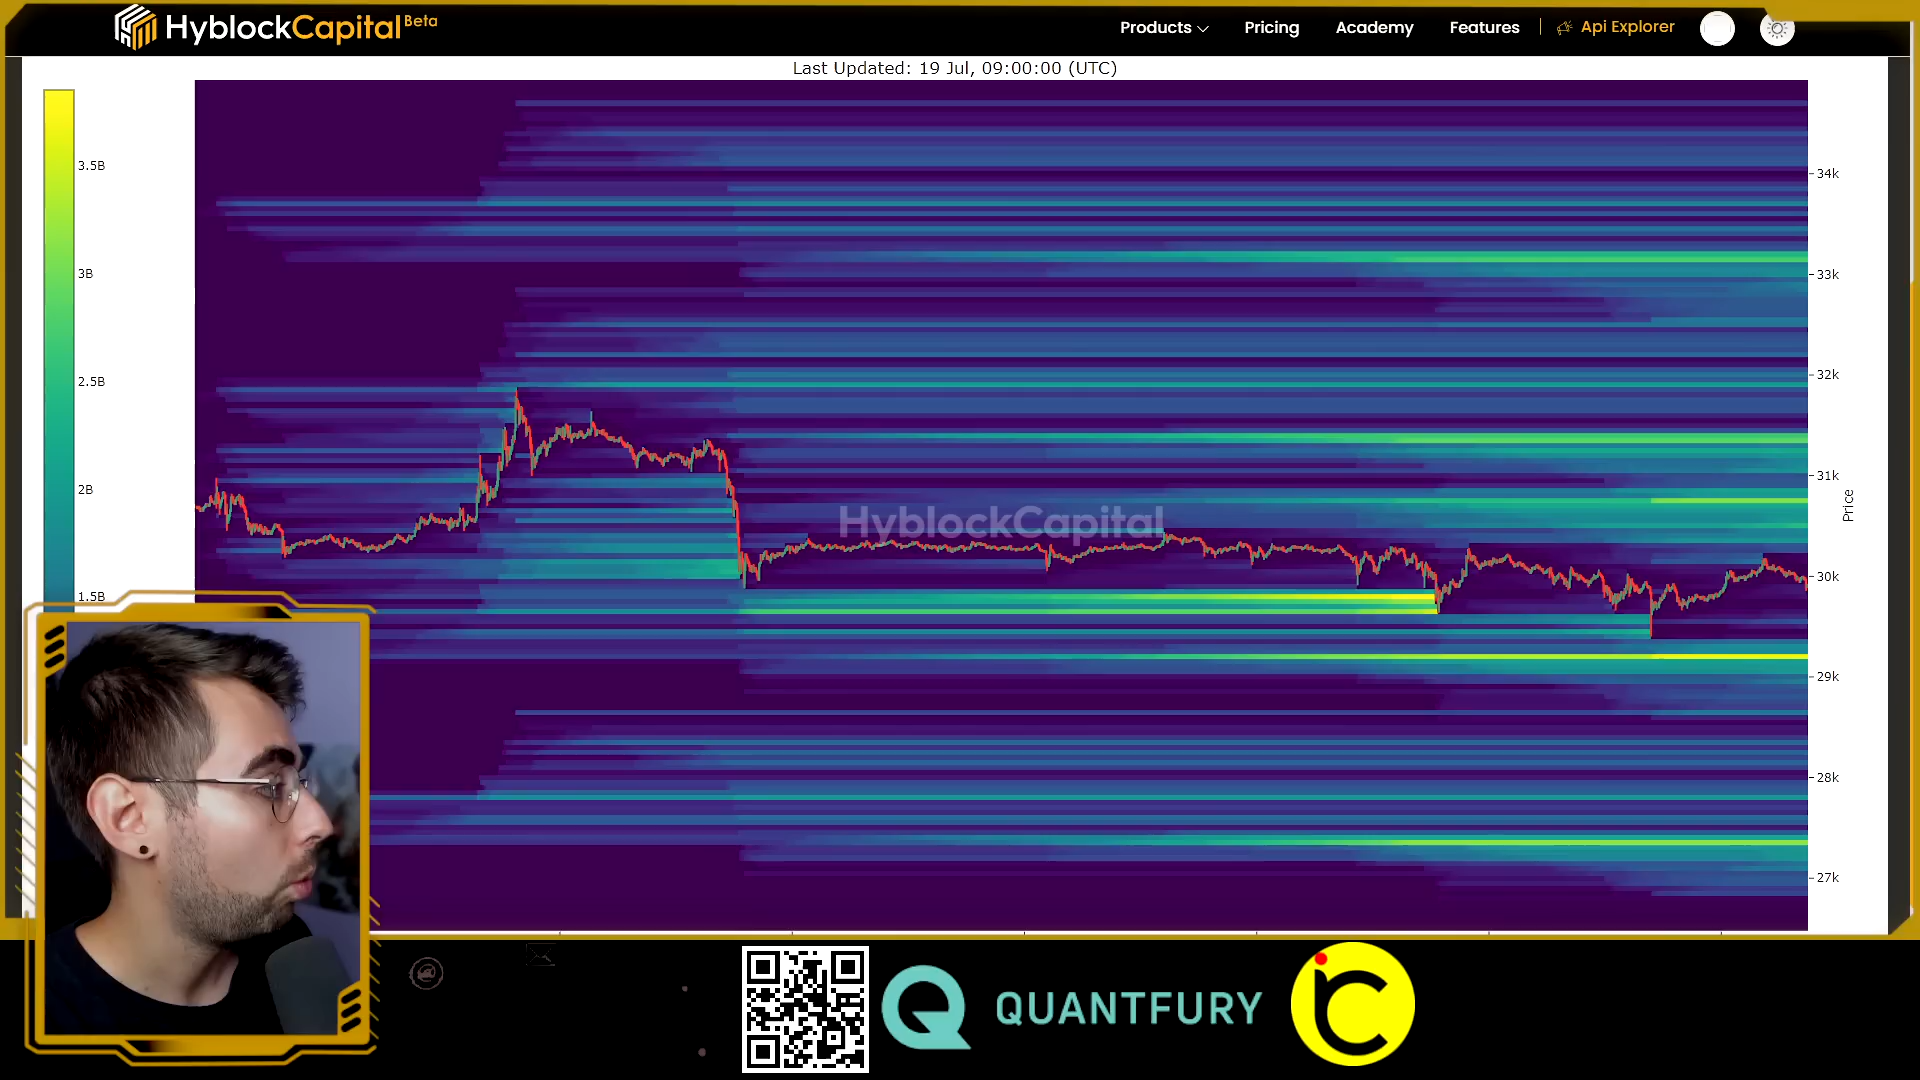 HyblockCapital Beta
Products
Pricing
Academy
Features
Api Explorer
Last Updated: 19 Jul, 09:00:00 (UTC)
3.5B
3B
2.5B
2B
1.5B
34k
33k
32k
31k
30k
29k
28k
27k
Price
HyblockCapital
QUANTFURY